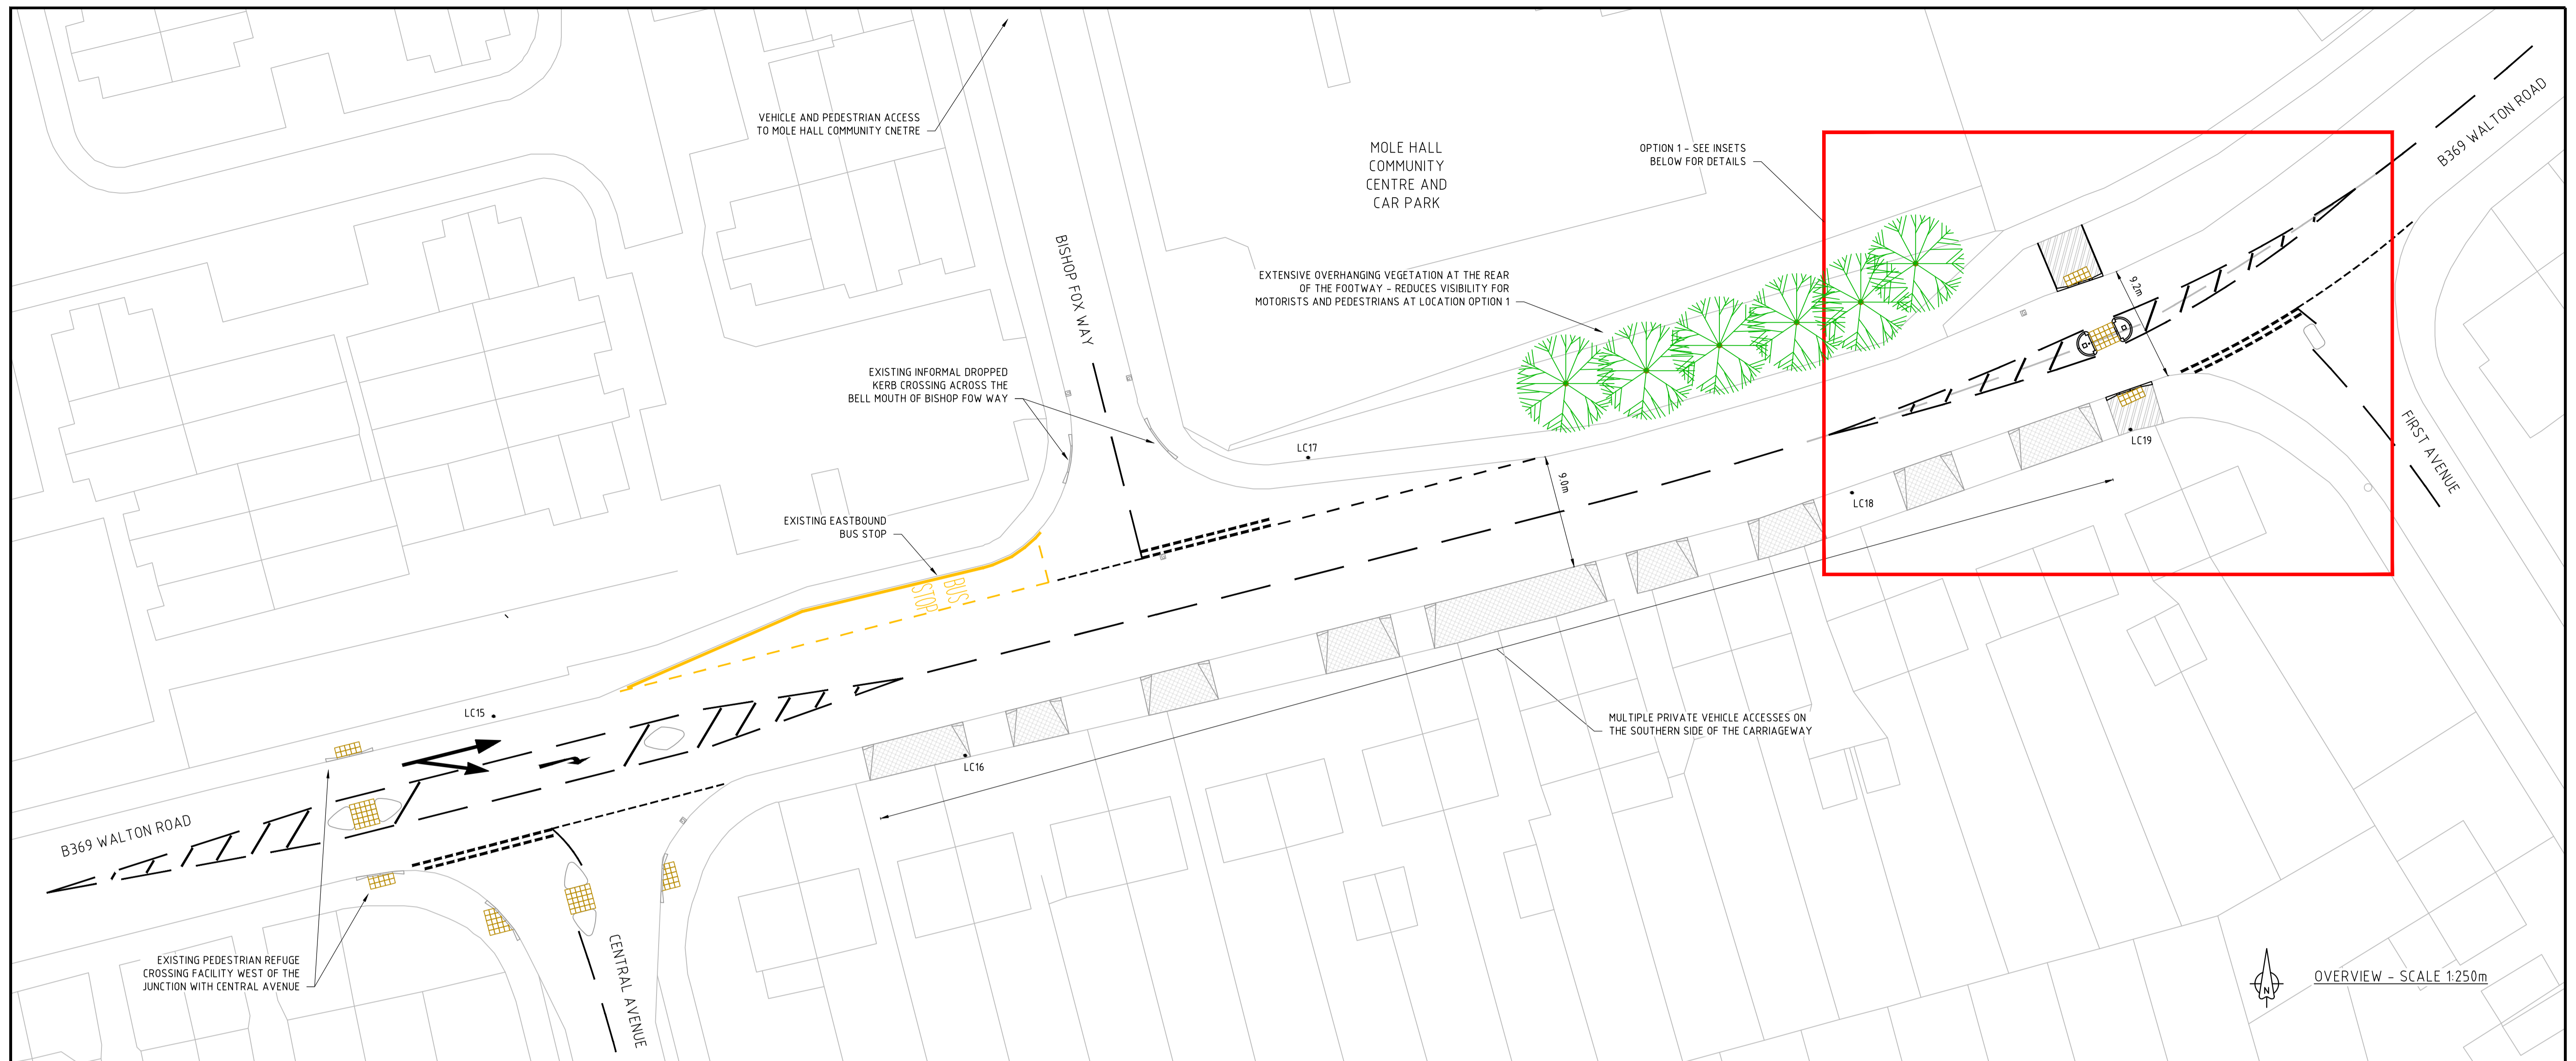 VEHICLE AND PEDESTRIAN ACCESS
TO MOLE HALL COMMUNITY CNETRE
MOLE HALL
COMMUNITY
CENTRE AND
CAR PARK
OPTION 1 - SEE INSETS
BELOW FOR DETAILS
B369 WALTON ROAD
BISHOP FOX WAY
EXTENSIVE OVERHANGING VEGETATION AT THE REAR
OF THE FOOTWAY - REDUCES VISIBILITY FOR
MOTORISTS AND PEDESTRIANS AT LOCATION OPTION 1
9.2m
EXISTING INFORMAL DROPPED
KERB CROSSING ACROSS THE
BELL MOUTH OF BISHOP FOW WAY
LC17
LC19
FIRST AVENUE
9.0m
LC18
EXISTING EASTBOUND
BUS STOP
BUS
STOP
LC15
MULTIPLE PRIVATE VEHICLE ACCESSES ON
THE SOUTHERN SIDE OF THE CARRIAGEWAY
LC16
B369 WALTON ROAD
EXISTING PEDESTRIAN REFUGE
CROSSING FACILITY WEST OF THE
JUNCTION WITH CENTRAL AVENUE
CENTRAL AVENUE
N
OVERVIEW - SCALE 1:250m